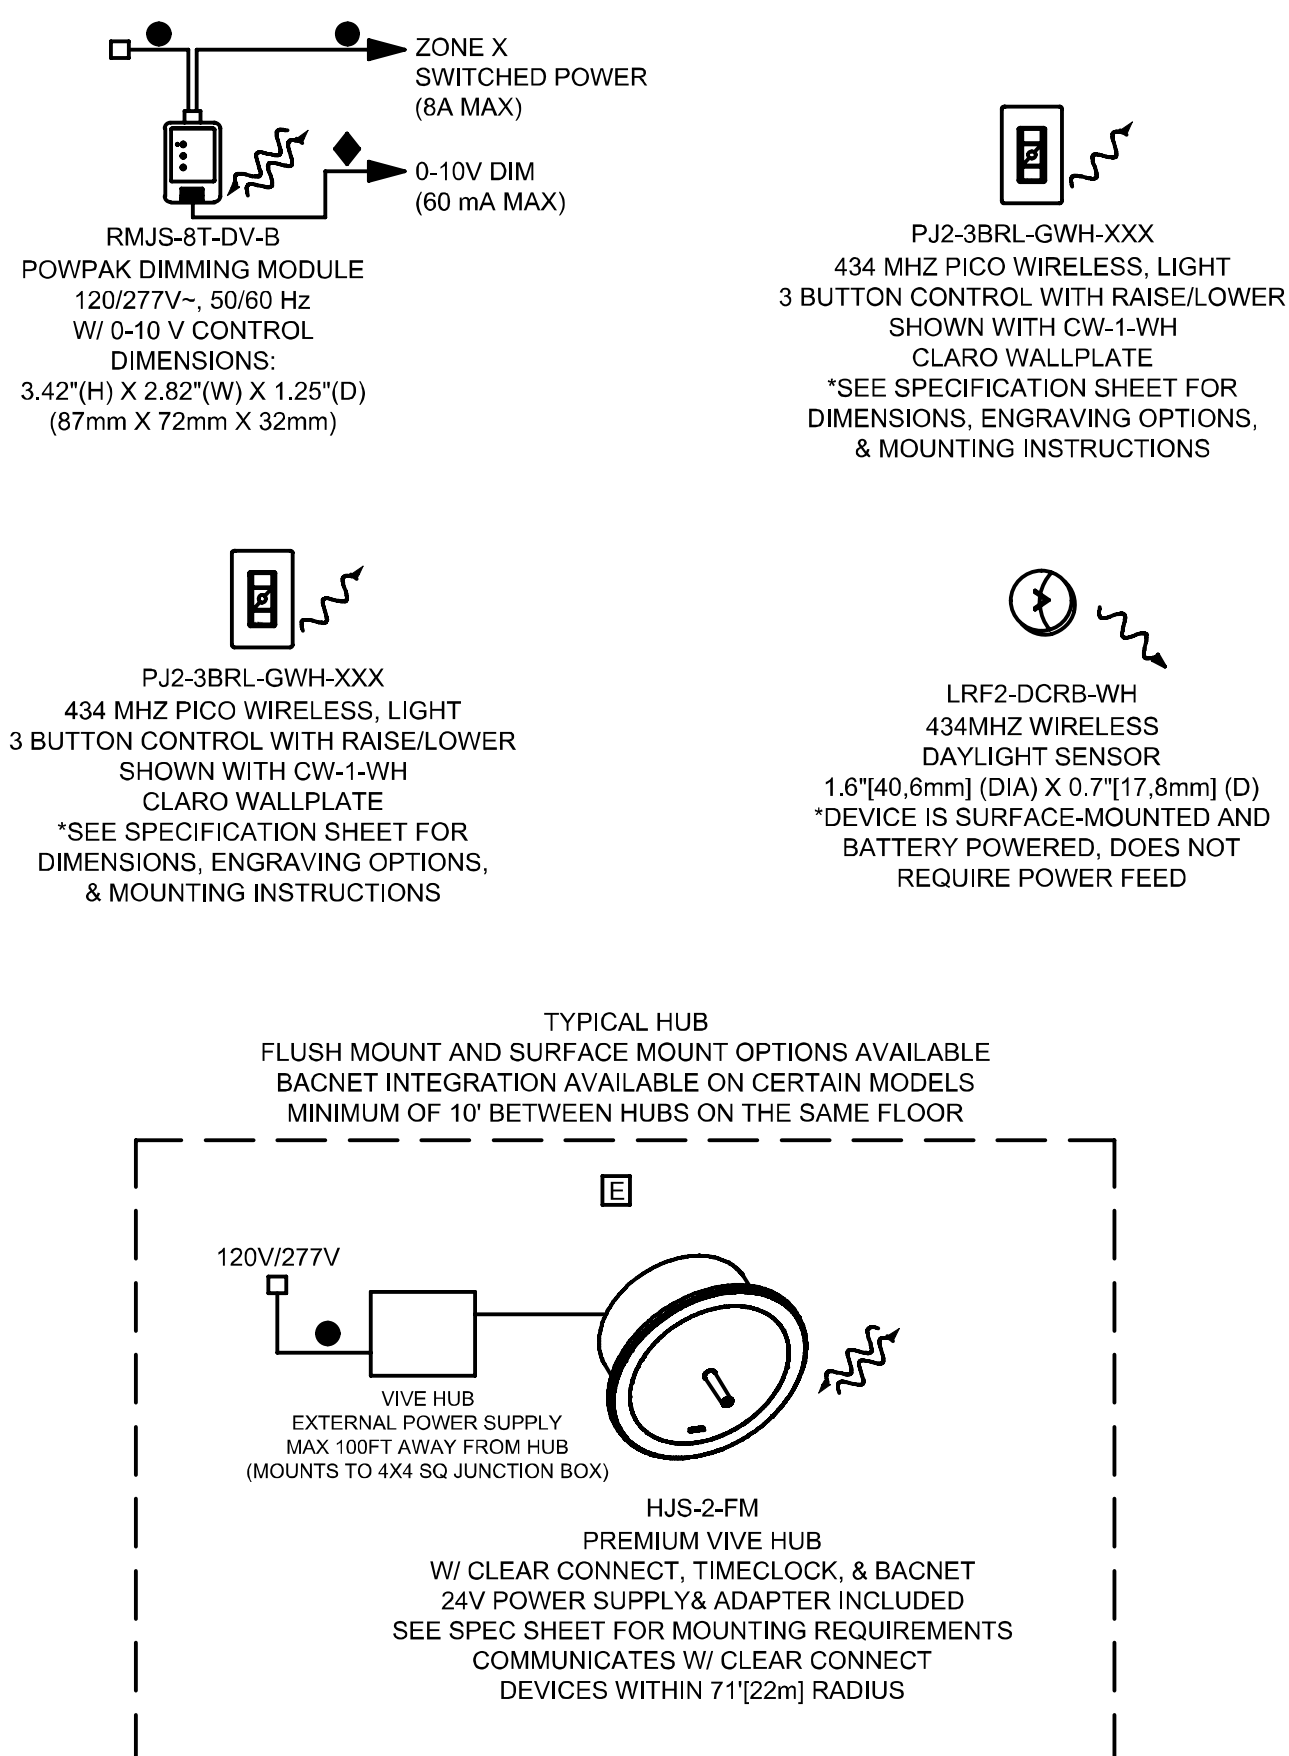 ZONE X
SWITCHED POWER
(8A MAX)
0-10V DIM
(60 mA MAX)
RMJS-8T-DV-B
POWPAK DIMMING MODULE
120/277V~, 50/60 Hz
W/ 0-10 V CONTROL
DIMENSIONS:
3.42"(H) X 2.82"(W) X 1.25"(D)
(87mm X 72mm X 32mm)
PJ2-3BRL-GWH-XXX
434 MHZ PICO WIRELESS, LIGHT
3 BUTTON CONTROL WITH RAISE/LOWER
SHOWN WITH CW-1-WH
CLARO WALLPLATE
*SEE SPECIFICATION SHEET FOR
DIMENSIONS, ENGRAVING OPTIONS,
& MOUNTING INSTRUCTIONS
PJ2-3BRL-GWH-XXX
434 MHZ PICO WIRELESS, LIGHT
3 BUTTON CONTROL WITH RAISE/LOWER
SHOWN WITH CW-1-WH
CLARO WALLPLATE
*SEE SPECIFICATION SHEET FOR
DIMENSIONS, ENGRAVING OPTIONS,
& MOUNTING INSTRUCTIONS
LRF2-DCRB-WH
434MHZ WIRELESS
DAYLIGHT SENSOR
1.6"[40,6mm] (DIA) X 0.7"[17,8mm] (D)
*DEVICE IS SURFACE-MOUNTED AND
BATTERY POWERED, DOES NOT
REQUIRE POWER FEED
TYPICAL HUB
FLUSH MOUNT AND SURFACE MOUNT OPTIONS AVAILABLE
BACNET INTEGRATION AVAILABLE ON CERTAIN MODELS
MINIMUM OF 10' BETWEEN HUBS ON THE SAME FLOOR
E
120V/277V
VIVE HUB
EXTERNAL POWER SUPPLY
MAX 100FT AWAY FROM HUB
(MOUNTS TO 4X4 SQ JUNCTION BOX)
HJS-2-FM
PREMIUM VIVE HUB
W/ CLEAR CONNECT, TIMECLOCK, & BACNET
24V POWER SUPPLY& ADAPTER INCLUDED
SEE SPEC SHEET FOR MOUNTING REQUIREMENTS
COMMUNICATES W/ CLEAR CONNECT
DEVICES WITHIN 71'[22m] RADIUS